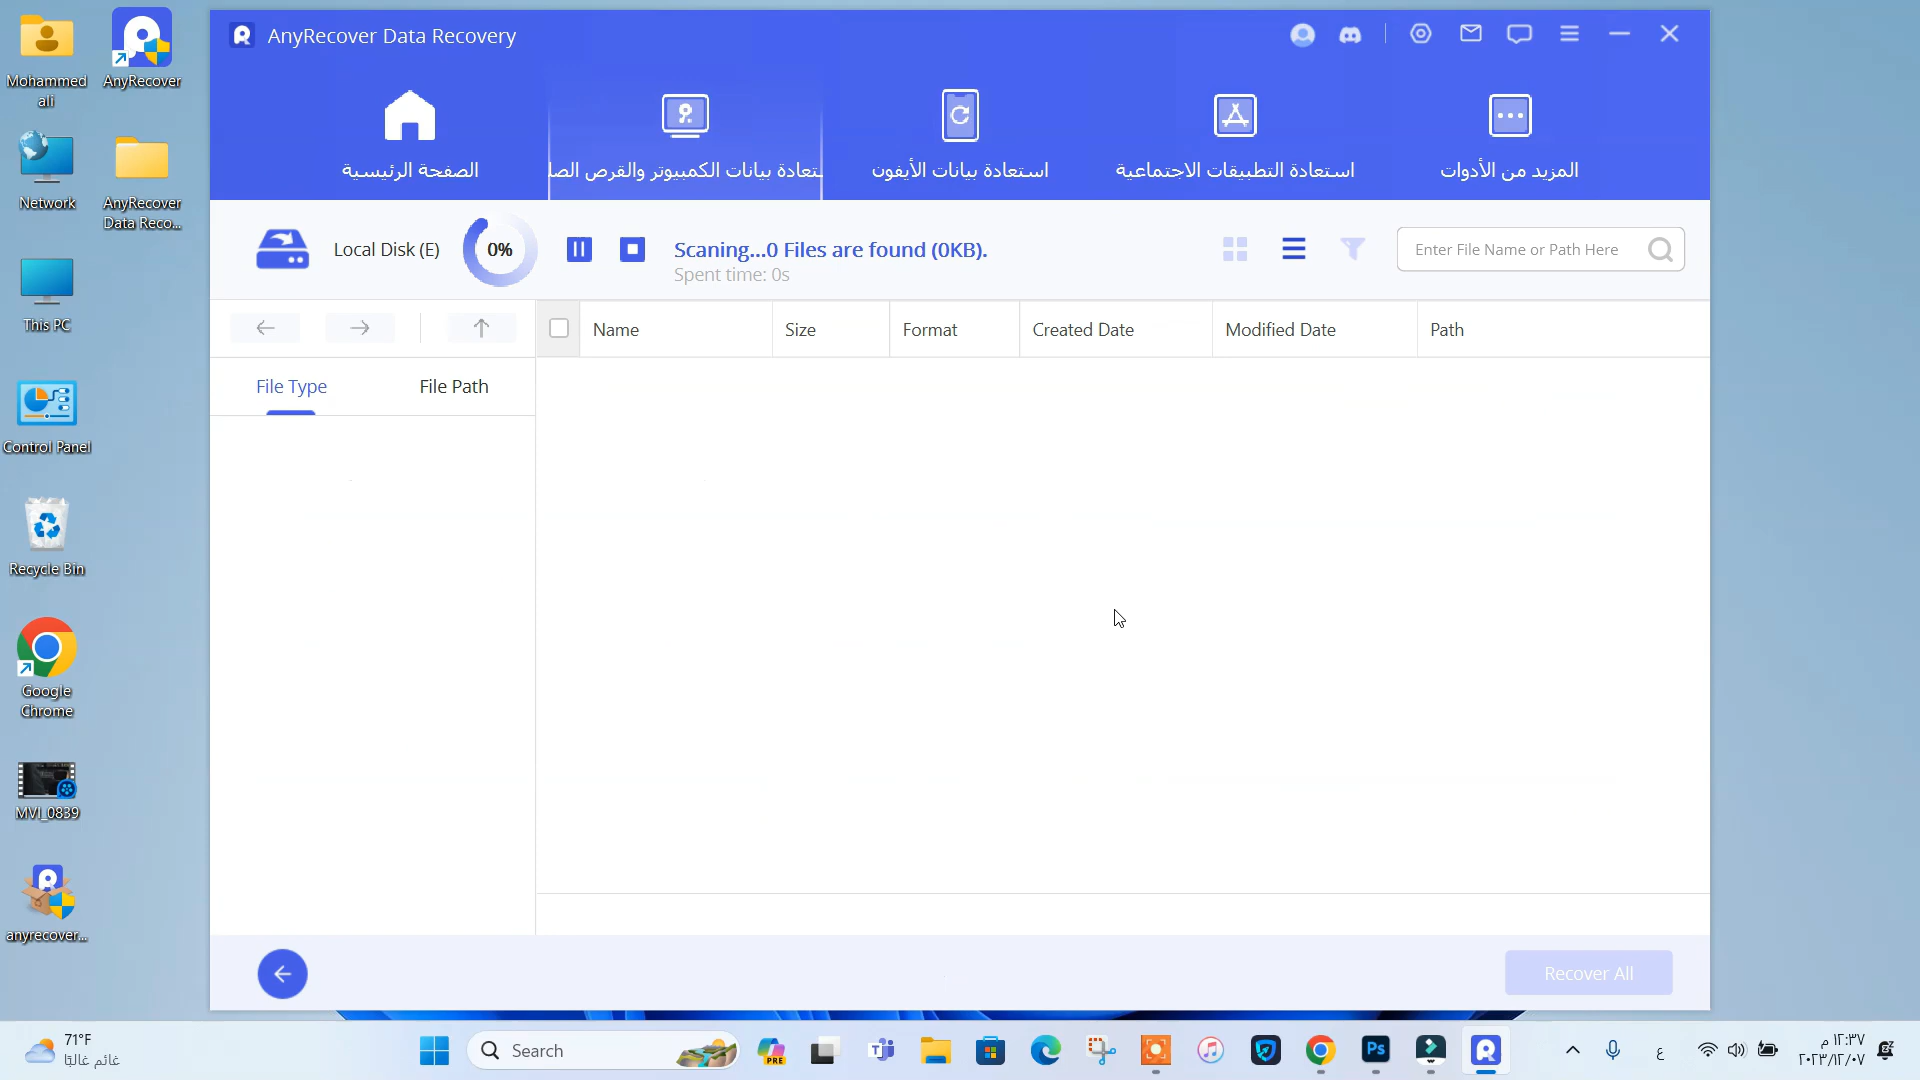 Mohammed
ali
AnyRecover
Network
AnyRecover
Data Reco...
This PC
Control Panel
Recycle Bin
Google
Chrome
MVI_0839
anyrecover...
AnyRecover Data Recovery
الصفحة الرئيسية
ـتعادة بيانات الكمبيوتر والقرص الصا
استعادة بيانات الأيفون
استعادة التطبيقات الاجتماعية
المزيد من الأدوات
Local Disk (E)
0%
Scaning...0 Files are found (0KB).
Spent time: 0s
Enter File Name or Path Here
Name
Size
Format
Created Date
Modified Date
Path
File Type
File Path
Recover All
71°F
غائم غالبًا
Search
PRE
Ps
ع
١٢:٣٧ م
٢٠٢٣/١٢/٠٧